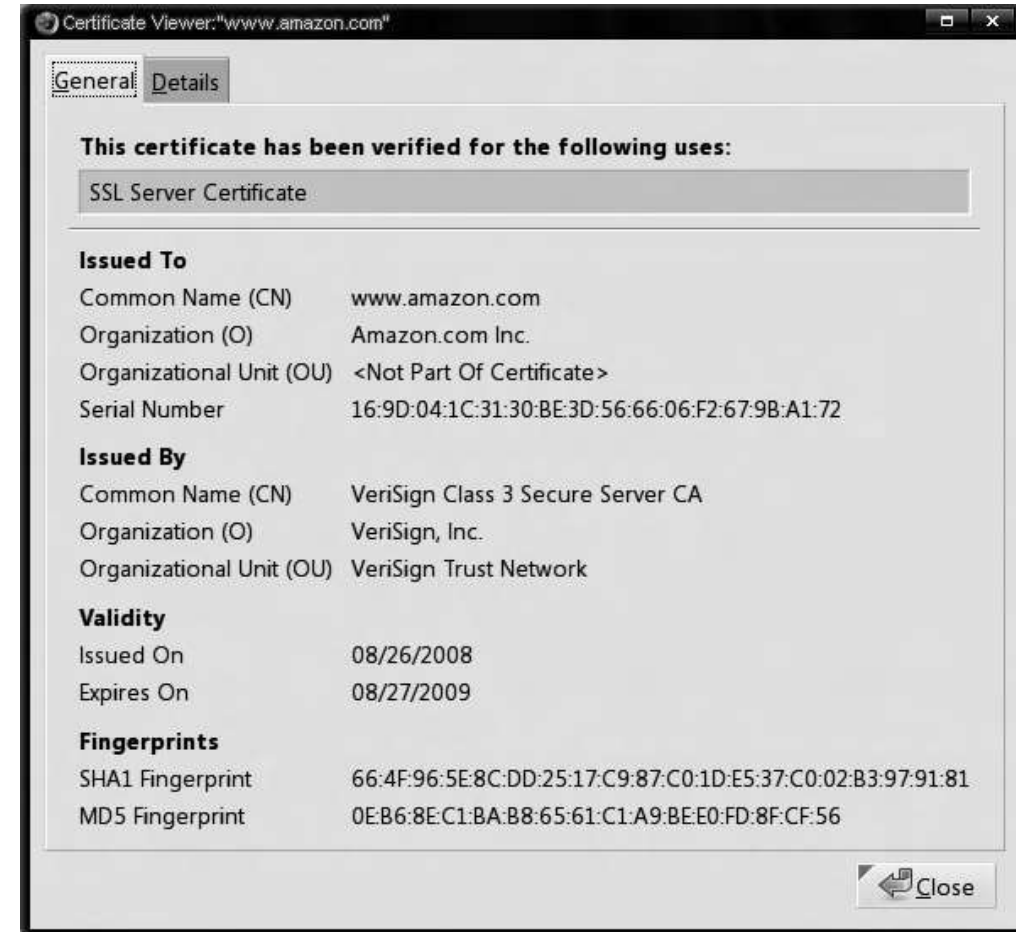 Certificate Viewer:"www.amazon.com"
General Details
This certificate has been verified for the following uses:
SSL Server Certificate
Issued To
Common Name (CN) www.amazon.com
Organization (O) Amazon.com Inc.
Organizational Unit (OU) <Not Part Of Certificate>
Serial Number 16:9D:04:1C:31:30:BE:3D:56:66:06:F2:67:9B:A1:72
Issued By
Common Name (CN) VeriSign Class 3 Secure Server CA
Organization (O) VeriSign, Inc.
Organizational Unit (OU) VeriSign Trust Network
Validity
Issued On 08/26/2008
Expires On 08/27/2009
Fingerprints
SHA1 Fingerprint 66:4F:96:5E:8C:DD:25:17:C9:87:C0:1D:E5:37:C0:02:B3:97:91:81
MD5 Fingerprint 0E:B6:8E:C1:BA:B8:65:61:C1:A9:BE:E0:FD:8F:CF:56
Close